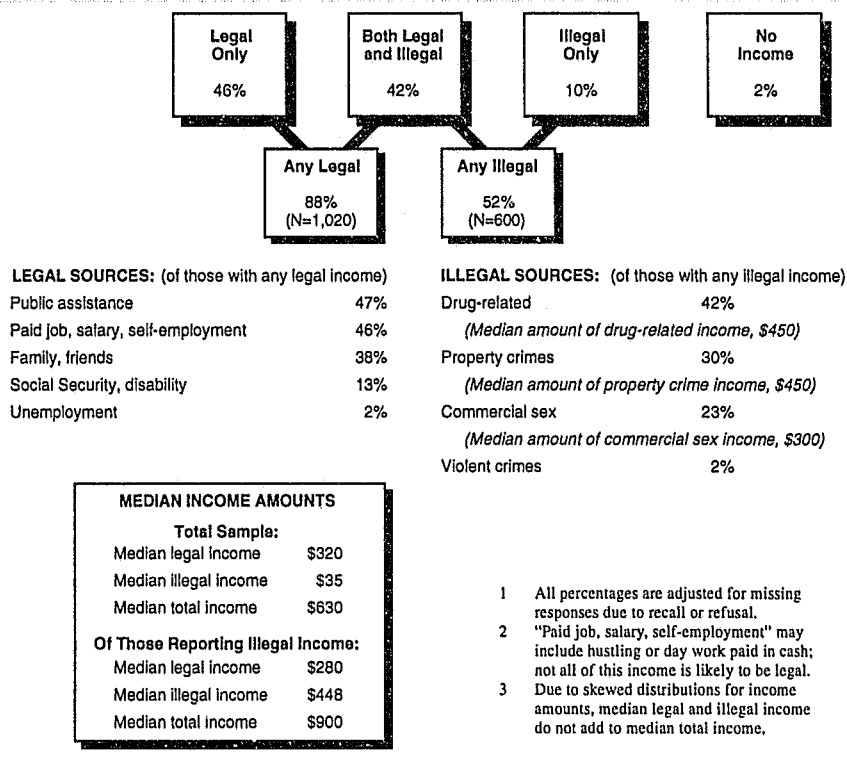 Legal Only
46%
Both Legal and Illegal
42%
Illegal Only
10%
No Income
2%
Any Legal
88%
(N=1,020)
Any Illegal
52%
(N=600)
LEGAL SOURCES: (of those with any legal income)
Public assistance 47%
Paid job, salary, self-employment 46%
Family, friends 38%
Social Security, disability 13%
Unemployment 2%
ILLEGAL SOURCES: (of those with any illegal income)
Drug-related 42%
(Median amount of drug-related income, $450)
Property crimes 30%
(Median amount of property crime income, $450)
Commercial sex 23%
(Median amount of commercial sex income, $300)
Violent crimes 2%
MEDIAN INCOME AMOUNTS
Total Sample:
Median legal income $320
Median illegal income $35
Median total income $630
Of Those Reporting Illegal Income:
Median legal income $280
Median illegal income $448
Median total income $900
1 All percentages are adjusted for missing
responses due to recall or refusal.
2 "Paid job, salary, self-employment" may
include hustling or day work paid in cash;
not all of this income is likely to be legal.
3 Due to skewed distributions for income
amounts, median legal and illegal income
do not add to median total income.